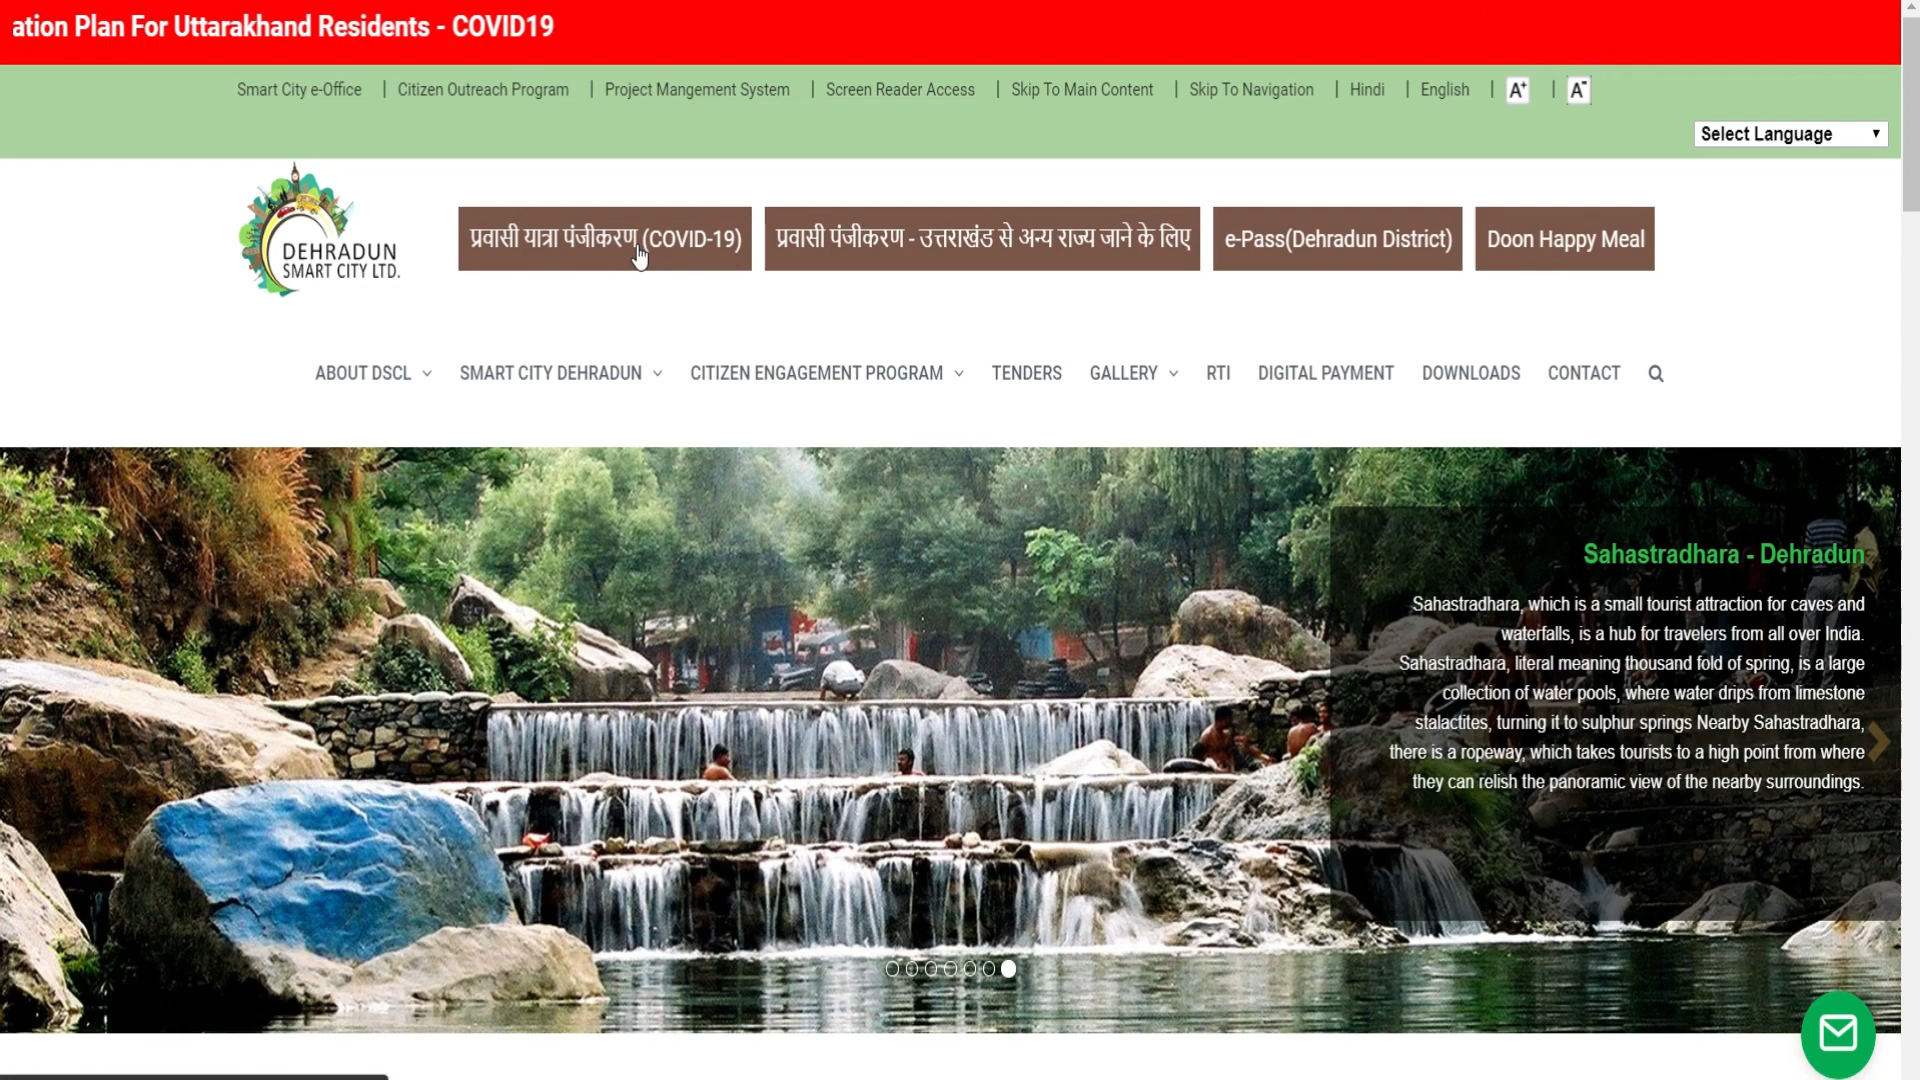 ation Plan For Uttarakhand Residents - COVID19
Smart City e-Office | Citizen Outreach Program | Project Mangement System | Screen Reader Access | Skip To Main Content | Skip To Navigation | Hindi | English | A+ | A-
Select Language
DEHRADUN
SMART CITY LTD.
प्रवासी यात्रा पंजीकरण (COVID-19)
प्रवासी पंजीकरण - उत्तराखंड से अन्य राज्य जाने के लिए
e-Pass(Dehradun District)
Doon Happy Meal
ABOUT DSCL SMART CITY DEHRADUN CITIZEN ENGAGEMENT PROGRAM TENDERS GALLERY RTI DIGITAL PAYMENT DOWNLOADS CONTACT
Sahastradhara - Dehradun
Sahastradhara, which is a small tourist attraction for caves and
waterfalls, is a hub for travelers from all over India.
Sahastradhara, literal meaning thousand fold of spring, is a large
collection of water pools, where water drips from limestone
stalactites, turning it to sulphur springs Nearby Sahastradhara,
there is a ropeway, which takes tourists to a high point from where
they can relish the panoramic view of the nearby surroundings.